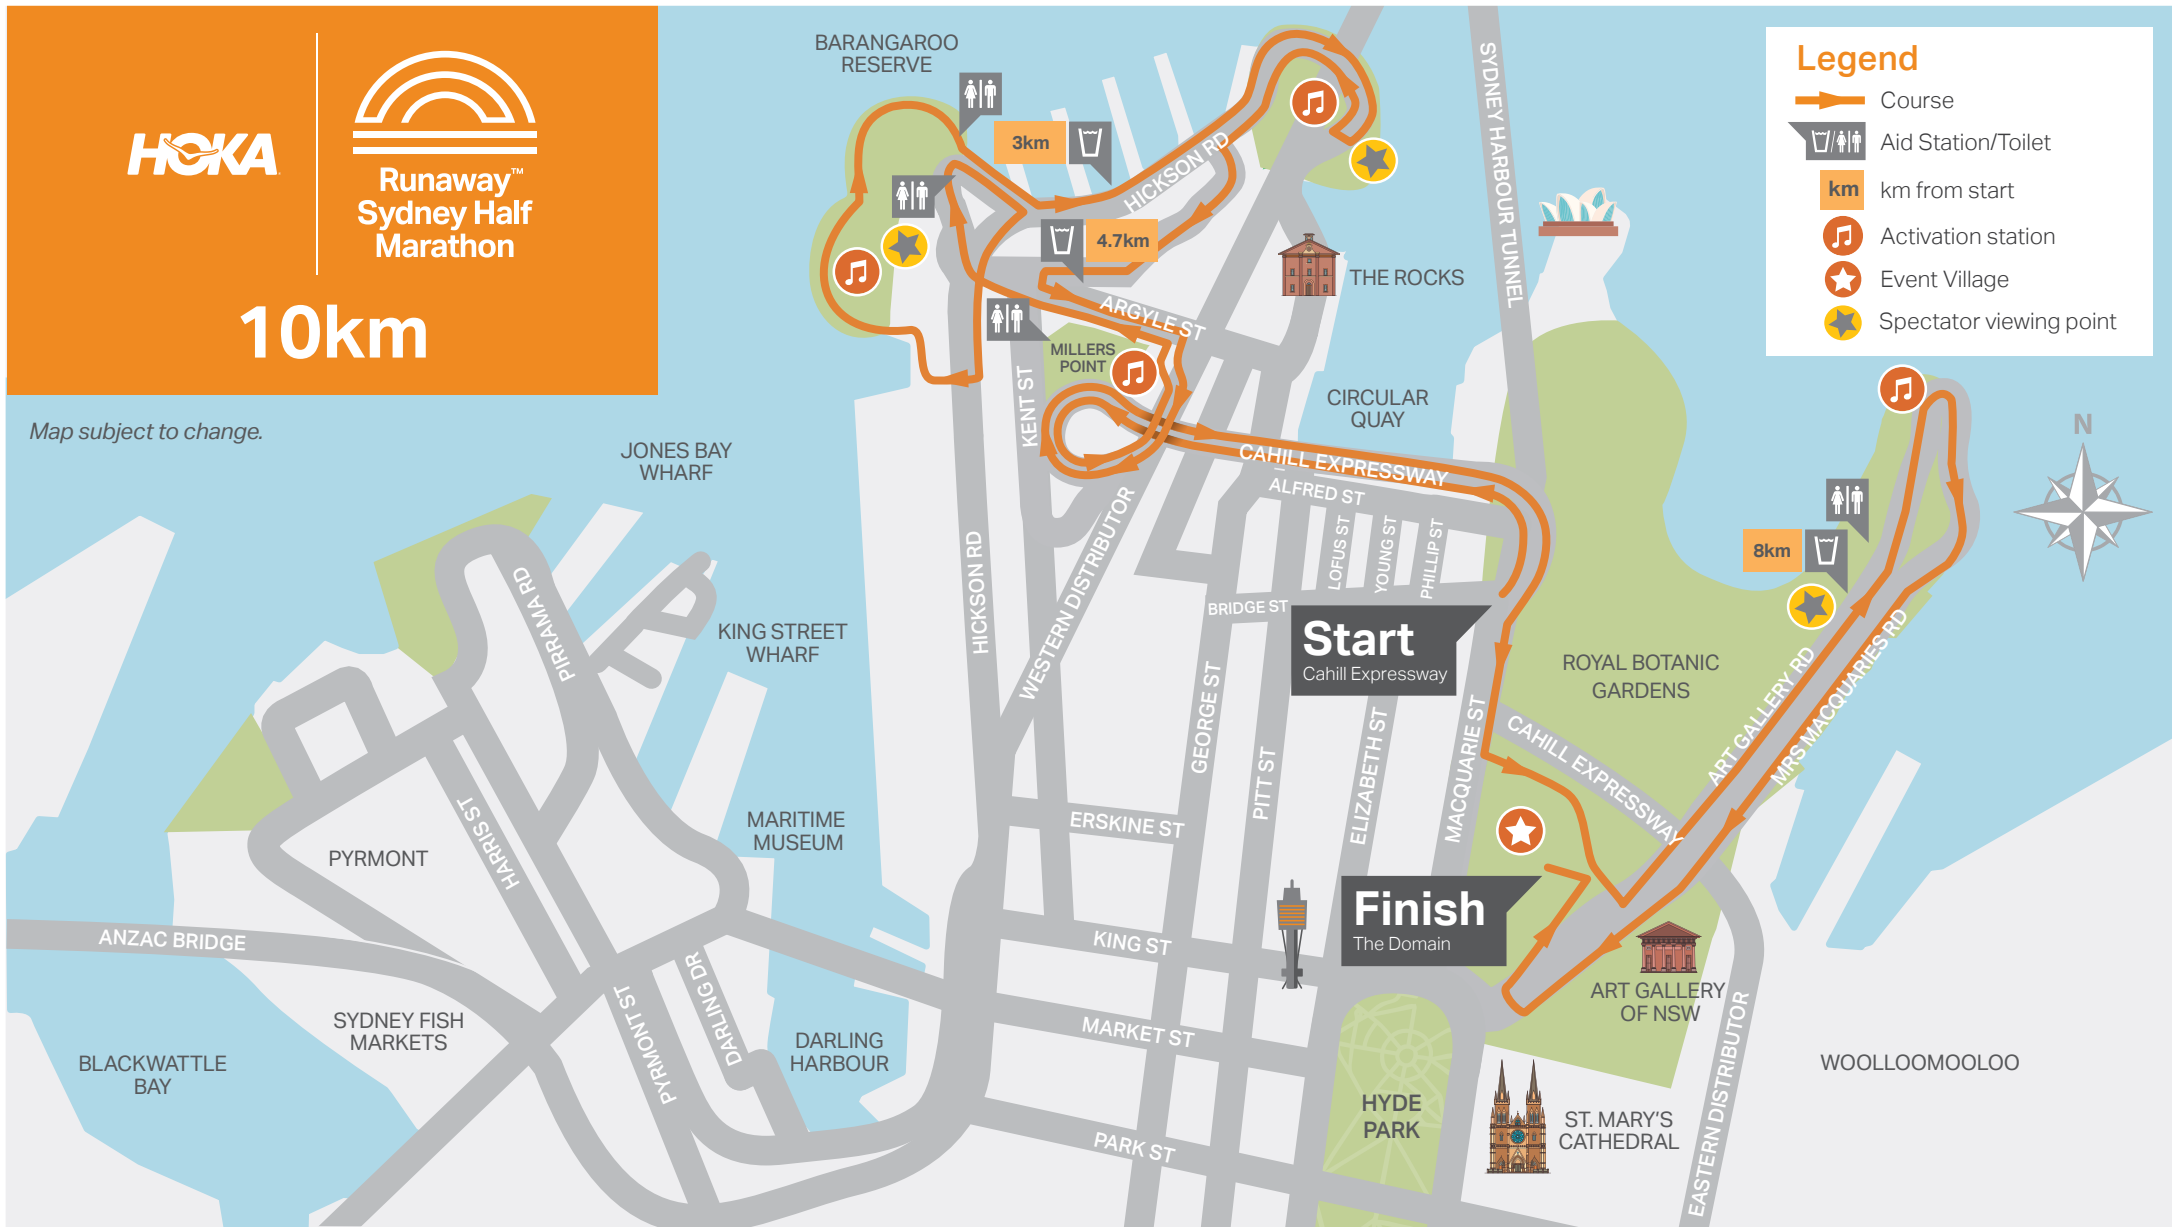 HOKA
Runaway™
Sydney Half
Marathon
10km
Map subject to change.
Legend
Course
Aid Station/Toilet
km
km from start
Activation station
Event Village
Spectator viewing point
BARANGAROO
RESERVE
3km
HICKSON RD
4.7km
ARGYLE ST
MILLERS
POINT
THE ROCKS
SYDNEY HARBOUR TUNNEL
CIRCULAR
QUAY
KENT ST
CAHILL EXPRESSWAY
ALFRED ST
LOFUS ST
YOUNG ST
PHILLIP ST
BRIDGE ST
N
8km
JONES BAY
WHARF
PIRRAMA RD
KING STREET
WHARF
HICKSON RD
WESTERN DISTRIBUTOR
Start
Cahill Expressway
ROYAL BOTANIC
GARDENS
ART GALLERY RD
MRS MACQUARIES RD
GEORGE ST
PITT ST
ELIZABETH ST
MACQUARIE ST
CAHILL EXPRESSWAY
MARITIME
MUSEUM
ERSKINE ST
HARRIS ST
PYRMONT
Finish
The Domain
ANZAC BRIDGE
KING ST
DARLING DR
PYRMONT ST
ART GALLERY
OF NSW
SYDNEY FISH
MARKETS
DARLING
HARBOUR
MARKET ST
BLACKWATTLE
BAY
WOOLLOOMOOLOO
EASTERN DISTRIBUTOR
HYDE
PARK
ST. MARY'S
CATHEDRAL
PARK ST